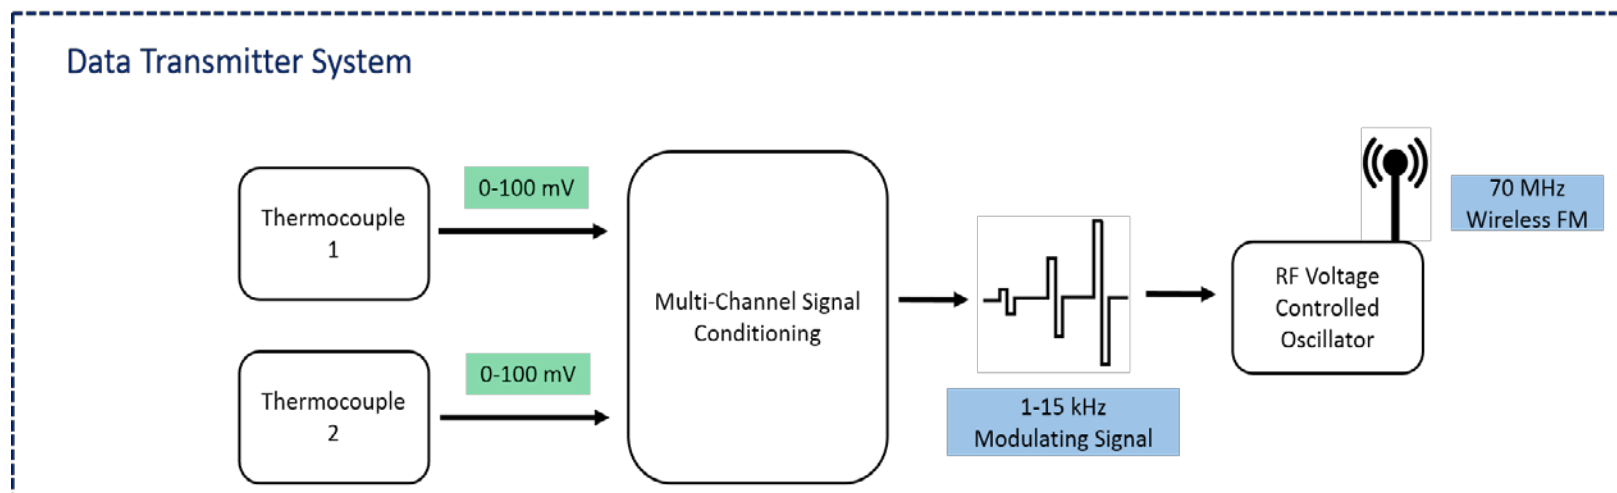 Data Transmitter System
Thermocouple
1
0-100 mV
Thermocouple
2
0-100 mV
Multi-Channel Signal
Conditioning
1-15 kHz
Modulating Signal
RF Voltage
Controlled
Oscillator
70 MHz
Wireless FM